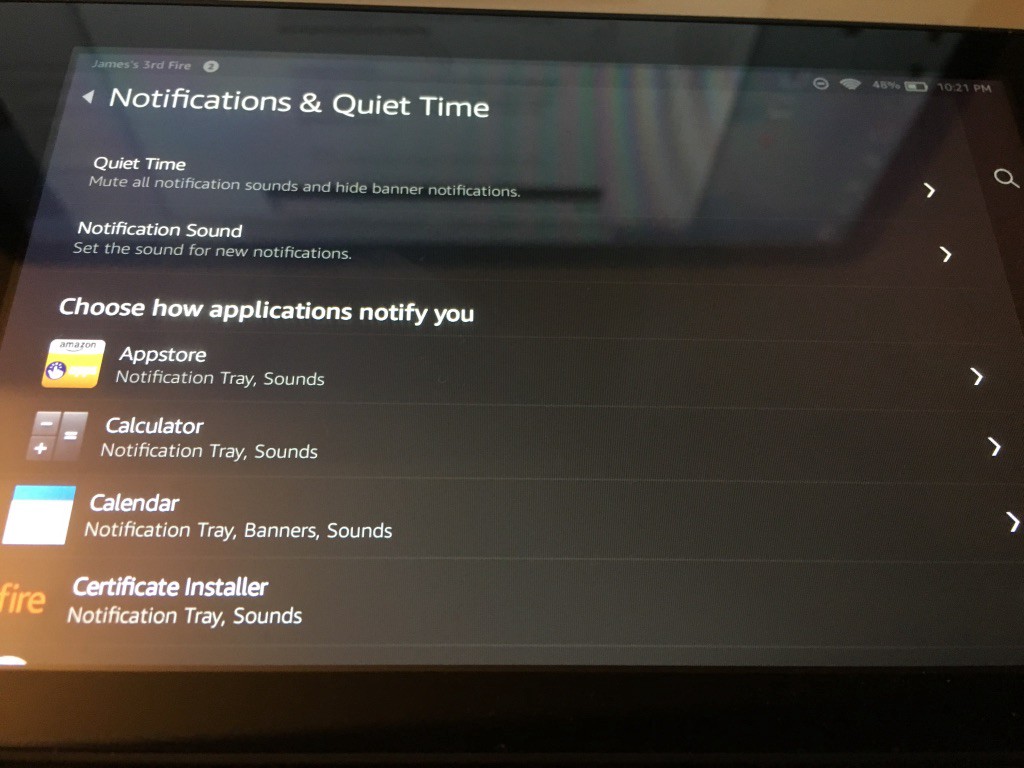 James's 3rd Fire 2
48% 10:21 PM
Notifications & Quiet Time
Quiet Time
Mute all notification sounds and hide banner notifications.
Notification Sound
Set the sound for new notifications.
Choose how applications notify you
amazon
apps
Appstore
Notification Tray, Sounds
Calculator
Notification Tray, Sounds
Calendar
Notification Tray, Banners, Sounds
fire
Certificate Installer
Notification Tray, Sounds